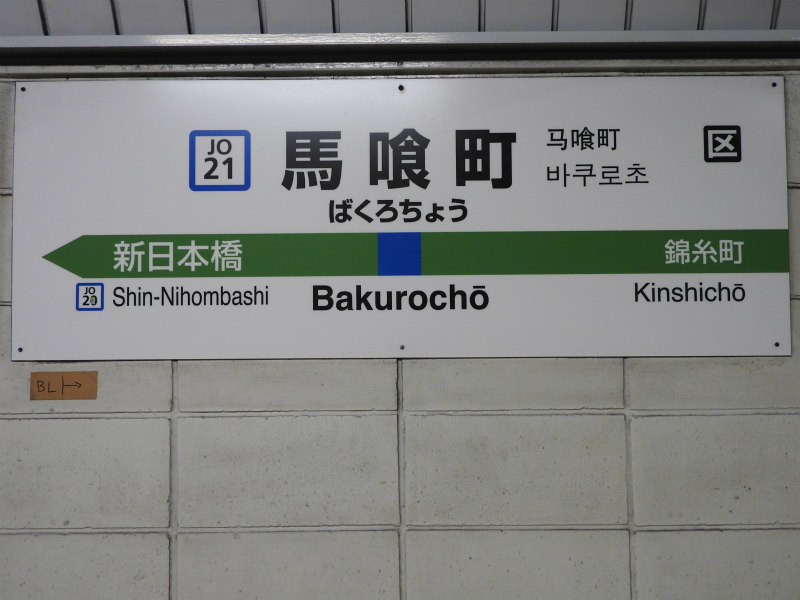 JO
21
馬喰町
马喰町
바쿠로초
区
ばくろちょう
新日本橋
錦糸町
JO
20
Shin-Nihombashi
Bakurochō
Kinshichō
BL